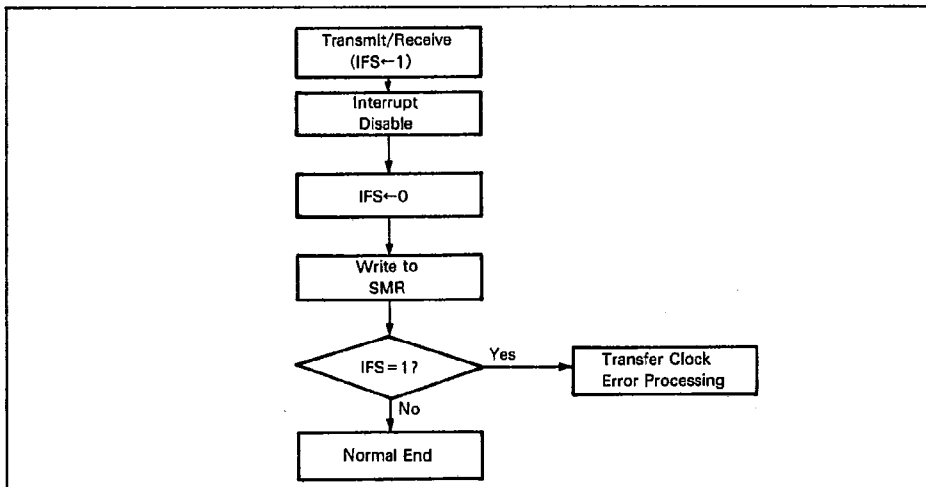 Transmit/Receive
(IFS←1)
Interrupt
Disable
IFS←0
Write to
SMR
IFS=1?
Yes
Transfer Clock
Error Processing
No
Normal End